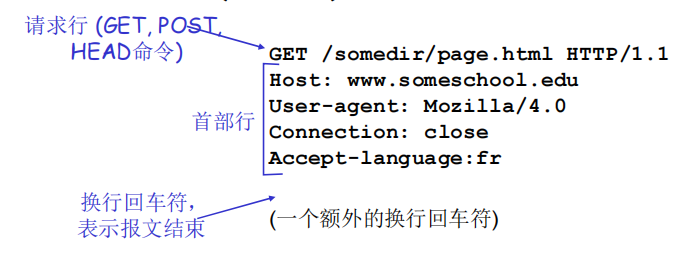 请求行 (GET, POST,
HEAD命令)
GET /somedir/page.html HTTP/1.1
Host: www.someschool.edu
User-agent: Mozilla/4.0
Connection: close
Accept-language:fr
首部行
换行回车符，
表示报文结束
(一个额外的换行回车符)